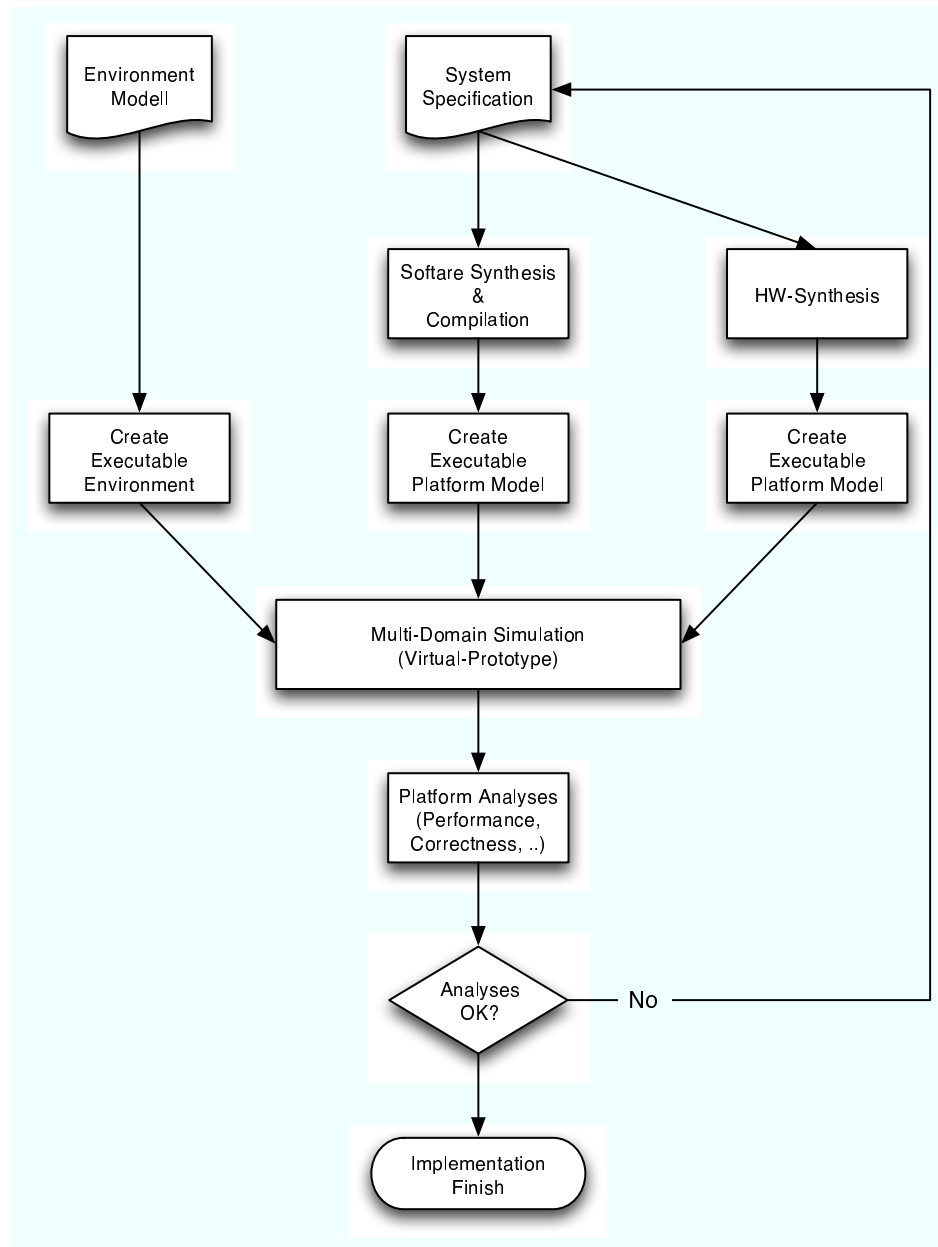 Environment
Modell
System
Specification
Softare Synthesis
&
Compilation
HW-Synthesis
Create
Executable
Environment
Create
Executable
Platform Model
Create
Executable
Platform Model
Multi-Domain Simulation
(Virtual-Prototype)
Platform Analyses
(Performance,
Correctness, ..)
Analyses
OK?
No
Implementation
Finish